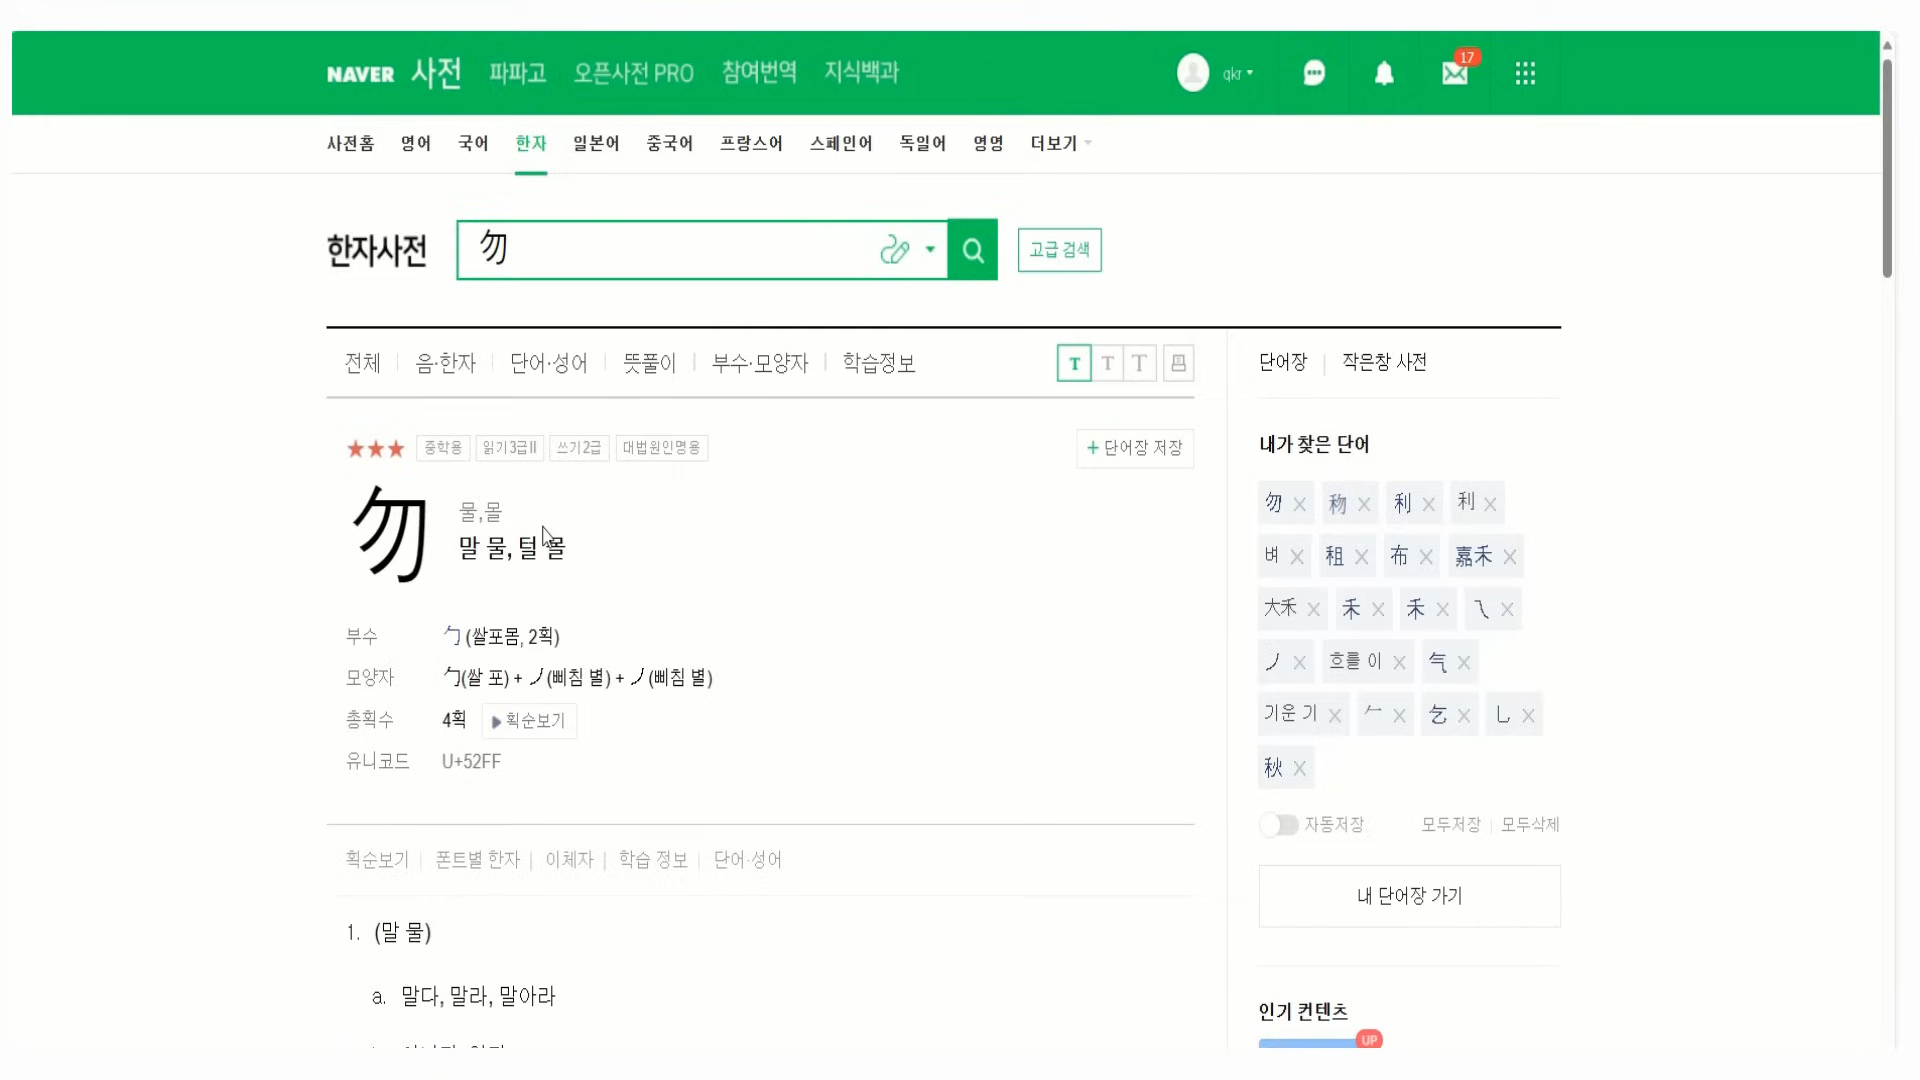 NAVER 사전 파파고 오픈사전 PRO 참여번역 지식백과 qkr 17
사전홈 영어 국어 한자 일본어 중국어 프랑스어 스페인어 독일어 영영 더보기
한자사전 勿 고급 검색
전체 음·한자 단어·성어 뜻풀이 부수·모양자 학습정보 T T T
단어장 작은창 사전
★★★ 중학용 읽기3급II 쓰기2급 대법원인명용 + 단어장 저장
내가 찾은 단어
勿 물,몰
말 물, 털 몰
勿 X 秎 X 利 X 利 X
벼 X 租 X 布 X 嘉禾 X
大禾 X 禾 X 禾 X ㇂ X
丿 X 흐를 이 X 气 X
기운 기 X 𠂉 X 乞 X 乚 X
秋 X
부수 勹 (쌀포몸, 2획)
모양자 勹(쌀 포) + 丿(삐침 별) + 丿(삐침 별)
총획수 4획 획순보기
유니코드 U+52FF
자동저장 모두저장 모두삭제
획순보기 폰트별 한자 이체자 학습 정보 단어·성어
내 단어장 가기
1. (말 물)
a. 말다, 말라, 말아라
인기 컨텐츠
UP